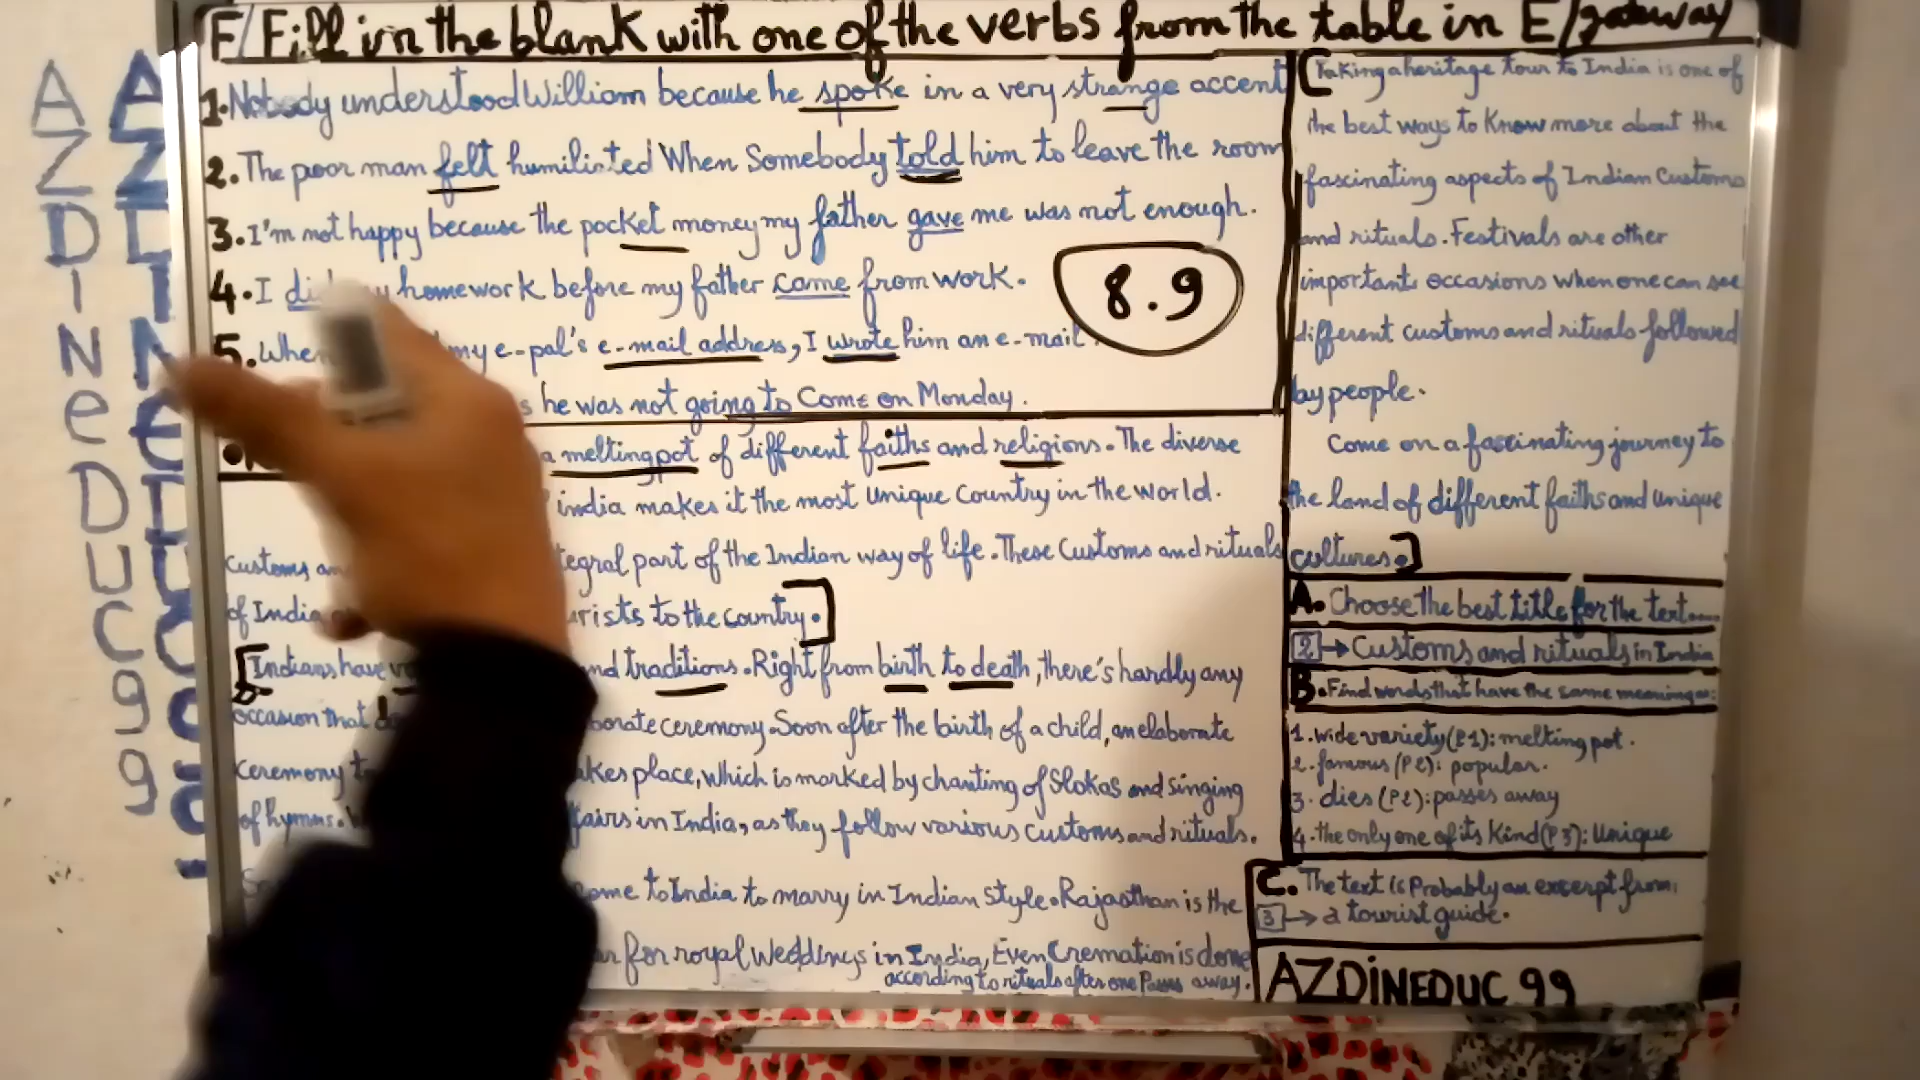 F/ Fill in the blank with one of the verbs from the table in E/gateway
1. Nobody understood William because he spoke in a very strange accent
2. The poor man felt humiliated When Somebody told him to leave the room
3. I'm not happy because the pocket money my father gave me was not enough.
4. I homework before my father came from work.
5. When my e-pal's e-mail address, I wrote him an e-mail.
he was not going to Come on Monday.
8.9
a melting pot of different faiths and religions. The diverse
india makes it the most Unique Country in the world.
Customs part of the Indian way of life. These Customs and rituals
of India to the country.
[Indians have traditions. Right from birth to death, there's hardly any
occasion that ceremony. Soon after the birth of a child, an elaborate
ceremony place, which is marked by chanting of Slokas and singing
of hymns. in India, as they follow various customs and rituals.
to India to marry in Indian style. Rajasthan is the
for royal Weddings in India, Even Cremation is done
according to rituals after one Passes away.
[Taking a heritage tour to India is one of
the best ways to Know more about the
fascinating aspects of Indian Customs
and rituals. Festivals are other
important occasions when one can see
different customs and rituals followed
by people.
Come on a fascinating journey to
the land of different faiths and unique
cultures.]
A. Choose the best title for the text....
2 → Customs and rituals in India
B. Find words that have the same meaning as:
1. wide variety (P1): melting pot.
2. famous (P2): popular.
3. dies (P2): passes away
4. the only one of its Kind (P3): Unique
C. The text is Probably an excerpt from:
3 → a tourist guide.
AZDiNEDUC 99
AZDINeDUC99